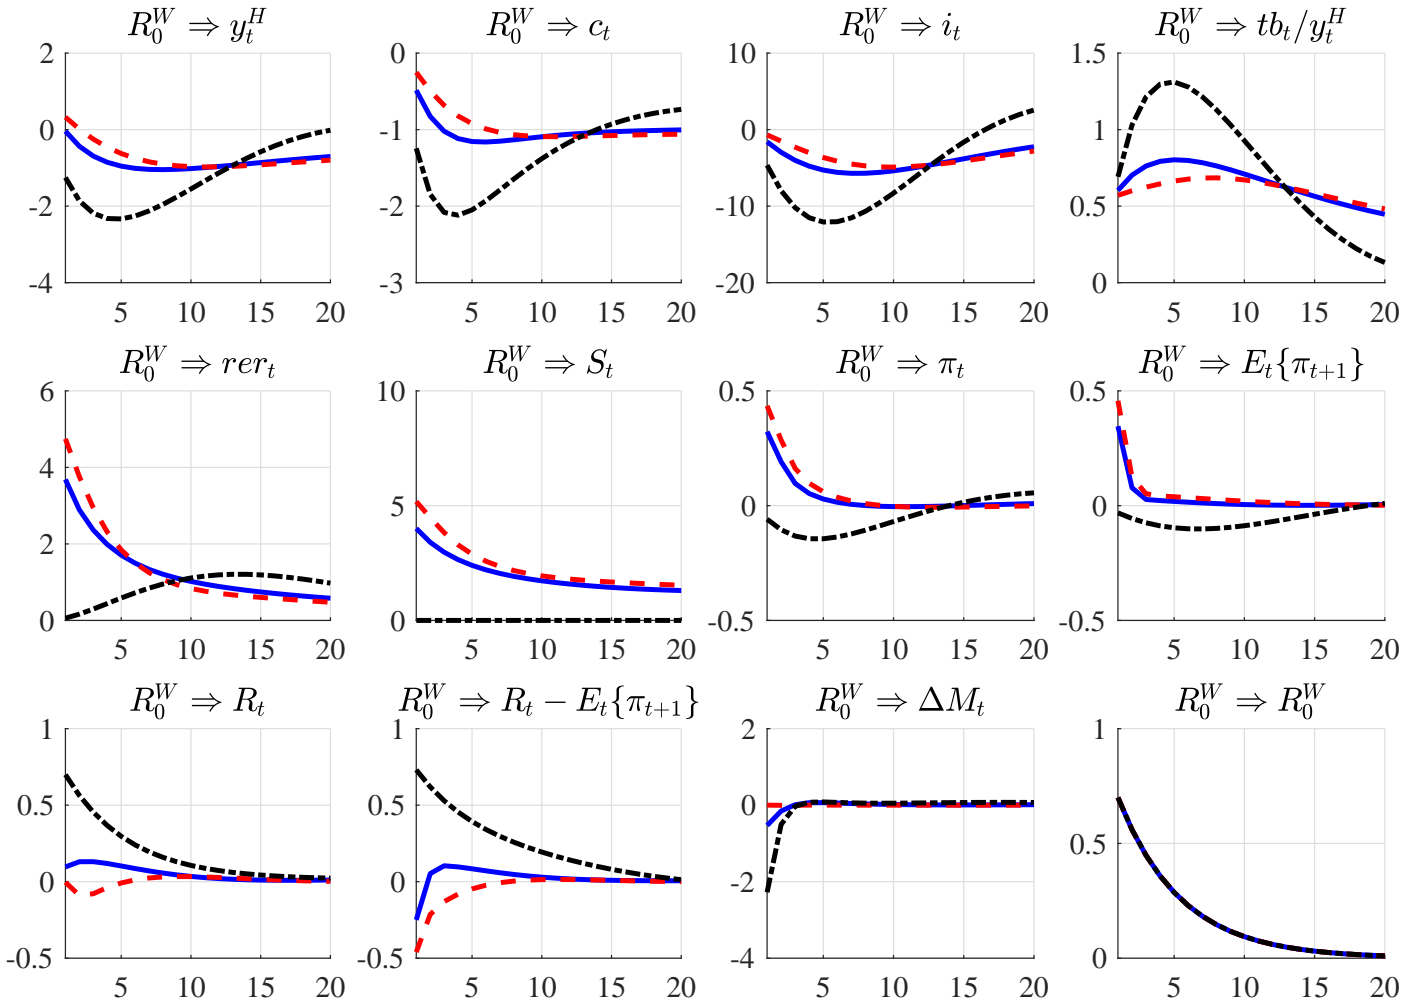 R_0^W ⇒ y_t^H
R_0^W ⇒ c_t
R_0^W ⇒ i_t
R_0^W ⇒ tb_t/y_t^H
2
0
-2
-4
5 10 15 20
0
-1
-2
-3
5 10 15 20
10
0
-10
-20
5 10 15 20
1.5
1
0.5
0
5 10 15 20
R_0^W ⇒ rer_t
R_0^W ⇒ S_t
R_0^W ⇒ π_t
R_0^W ⇒ E_t{π_{t+1}}
6
4
2
0
5 10 15 20
10
5
0
5 10 15 20
0.5
0
-0.5
5 10 15 20
0.5
0
-0.5
5 10 15 20
R_0^W ⇒ R_t
R_0^W ⇒ R_t − E_t{π_{t+1}}
R_0^W ⇒ ΔM_t
R_0^W ⇒ R_0^W
1
0.5
0
-0.5
5 10 15 20
1
0.5
0
-0.5
5 10 15 20
2
0
-2
-4
5 10 15 20
1
0.5
0
5 10 15 20